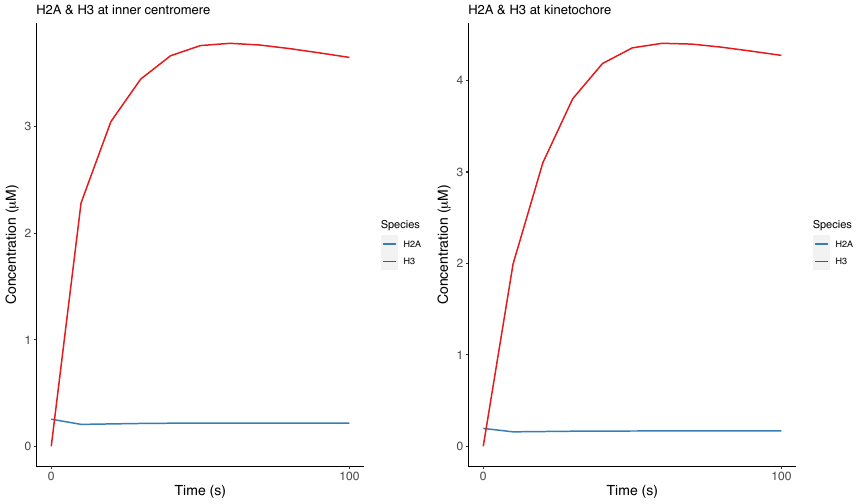 H2A & H3 at inner centromere
Concentration (μM)
3
2
1
0
0
100
Time (s)
Species
H2A
H3
H2A & H3 at kinetochore
Concentration (μM)
4
3
2
1
0
0
100
Time (s)
Species
H2A
H3